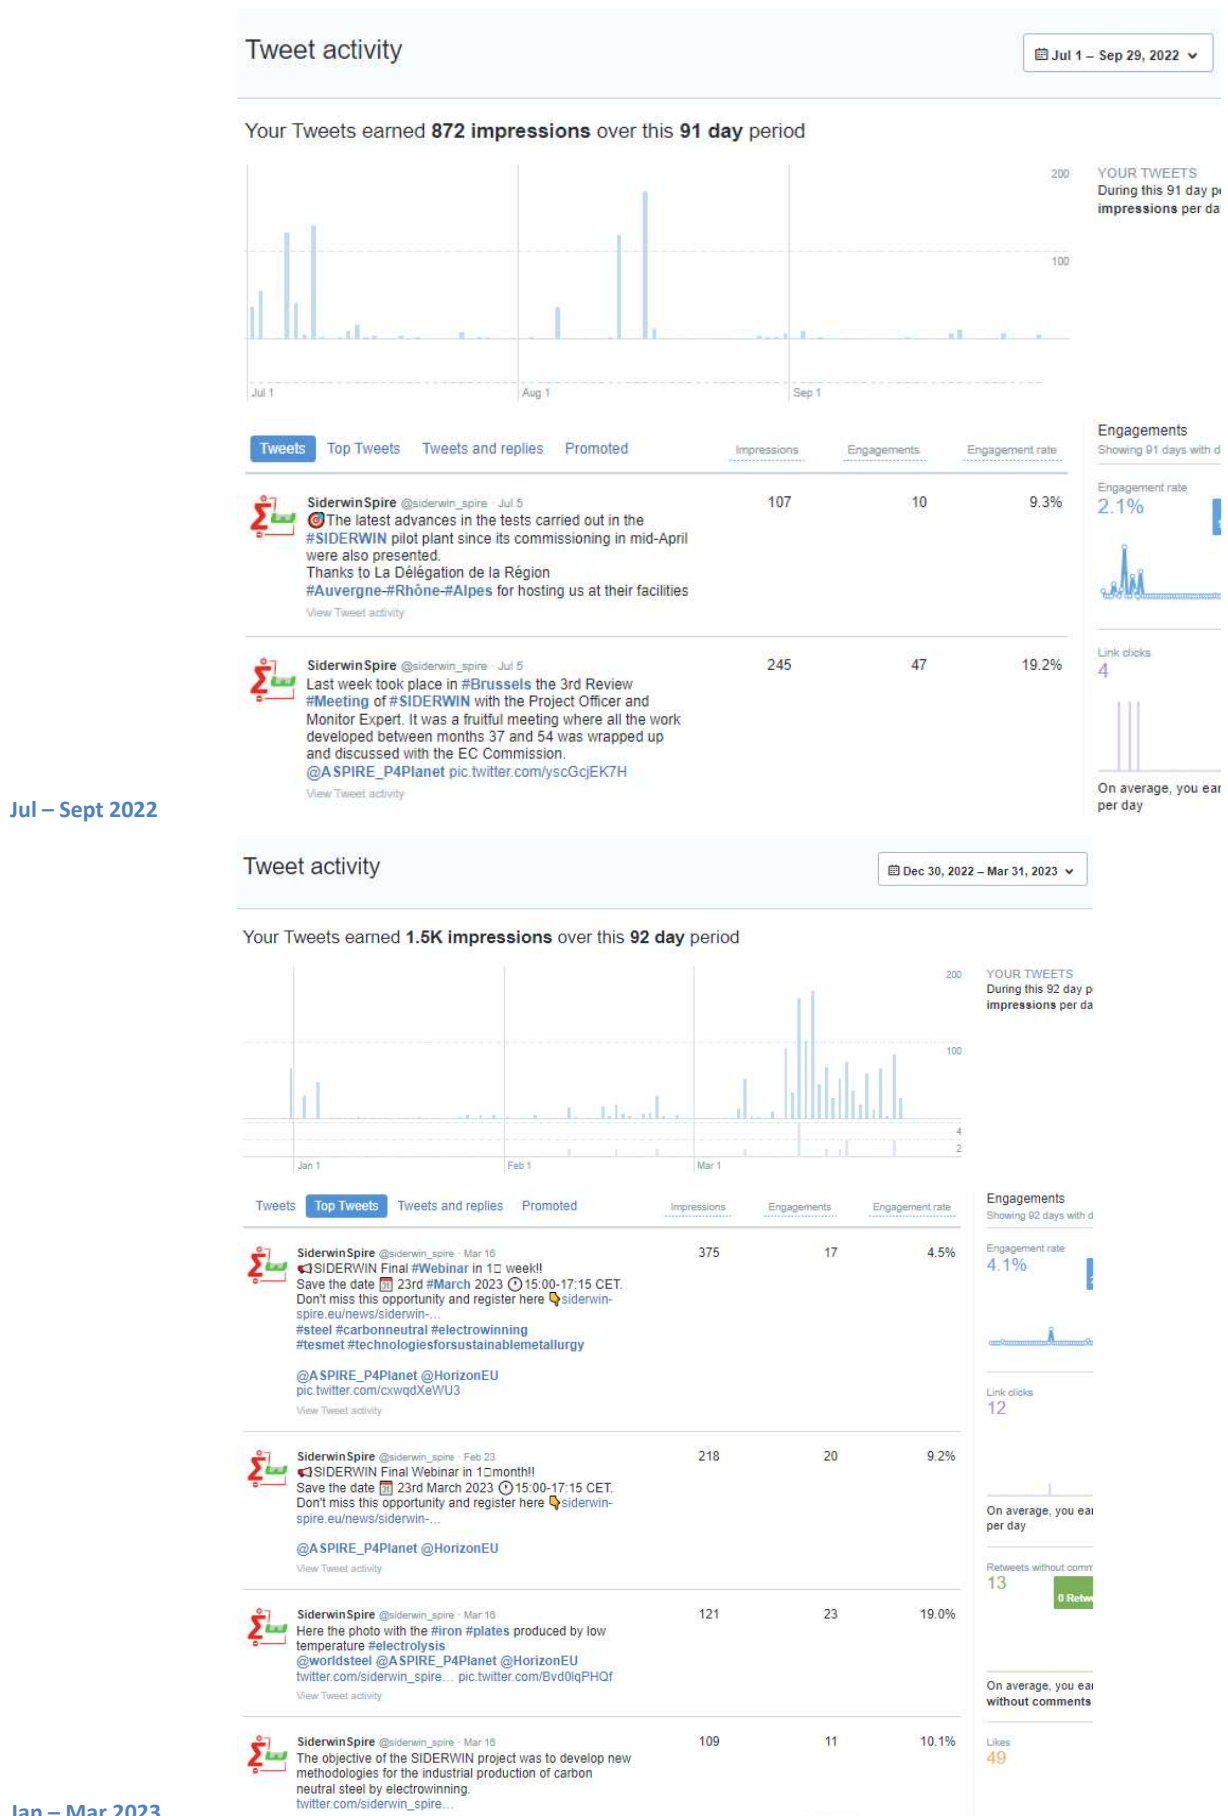 Tweet activity
Jul 1 – Sep 29, 2022
Your Tweets earned 872 impressions over this 91 day period
200
100
Jul 1
Aug 1
Sep 1
YOUR TWEETS
During this 91 day
impressions per
Tweets Top Tweets Tweets and replies Promoted
Impressions Engagements Engagement rate
SiderwinSpire @siderwin_spire · Jul 5
107 10 9.3%
The latest advances in the tests carried out in the
#SIDERWIN pilot plant since its commissioning in mid-April
were also presented.
Thanks to La Délégation de la Région
#Auvergne-#Rhône-#Alpes for hosting us at their facilities
View Tweet activity
SiderwinSpire @siderwin_spire · Jul 5
245 47 19.2%
Last week took place in #Brussels the 3rd Review
#Meeting of #SIDERWIN with the Project Officer and
Monitor Expert. It was a fruitful meeting where all the work
developed between months 37 and 54 was wrapped up
and discussed with the EC Commission.
@ASPIRE_P4Planet pic.twitter.com/yscGcjEK7H
View Tweet activity
Engagements
Showing 91 days with
Engagement rate
2.1%
Link clicks
4
On average, you
per day
Jul – Sept 2022
Tweet activity
Dec 30, 2022 – Mar 31, 2023
Your Tweets earned 1.5K impressions over this 92 day period
200
100
4
2
Jan 1
Feb 1
Mar 1
YOUR TWEETS
During this 92 day
impressions per
Tweets Top Tweets Tweets and replies Promoted
Impressions Engagements Engagement rate
SiderwinSpire @siderwin_spire · Mar 16
375 17 4.5%
SIDERWIN Final #Webinar in 1 week!!
Save the date 23rd #March 2023 15:00-17:15 CET.
Don't miss this opportunity and register here siderwin-
spire.eu/news/siderwin-…
#steel #carbonneutral #electrowinning
#tesmet #technologiesforsustainablemetallurgy
@ASPIRE_P4Planet @HorizonEU
pic.twitter.com/cxwqdXeWU3
View Tweet activity
SiderwinSpire @siderwin_spire · Feb 23
218 20 9.2%
SIDERWIN Final Webinar in 1 month!!
Save the date 23rd March 2023 15:00-17:15 CET.
Don't miss this opportunity and register here siderwin-
spire.eu/news/siderwin-…
@ASPIRE_P4Planet @HorizonEU
View Tweet activity
SiderwinSpire @siderwin_spire · Mar 16
121 23 19.0%
Here the photo with the #iron #plates produced by low
temperature #electrolysis
@worldsteel @ASPIRE_P4Planet @HorizonEU
twitter.com/siderwin_spire… pic.twitter.com/Bvd0lqPHQf
View Tweet activity
SiderwinSpire @siderwin_spire · Mar 16
109 11 10.1%
The objective of the SIDERWIN project was to develop new
methodologies for the industrial production of carbon
neutral steel by electrowinning.
twitter.com/siderwin_spire…
Engagements
Showing 92 days with
Engagement rate
4.1%
Link clicks
12
On average, you
per day
Retweets without
13
0
On average, you
without comments
Likes
49
Jan – Mar 2023